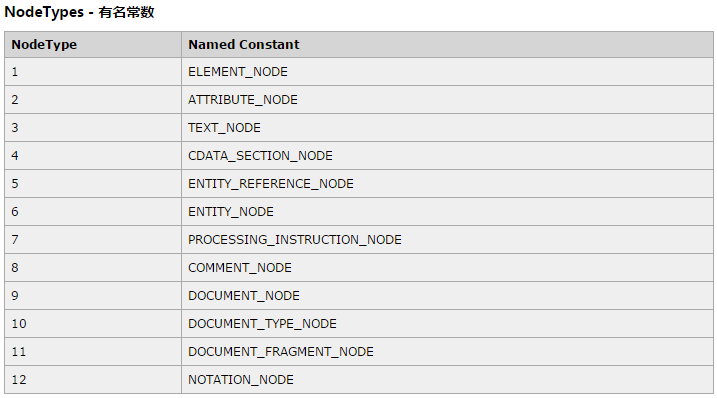 NodeTypes - 有名常数
NodeType Named Constant
1 ELEMENT_NODE
2 ATTRIBUTE_NODE
3 TEXT_NODE
4 CDATA_SECTION_NODE
5 ENTITY_REFERENCE_NODE
6 ENTITY_NODE
7 PROCESSING_INSTRUCTION_NODE
8 COMMENT_NODE
9 DOCUMENT_NODE
10 DOCUMENT_TYPE_NODE
11 DOCUMENT_FRAGMENT_NODE
12 NOTATION_NODE